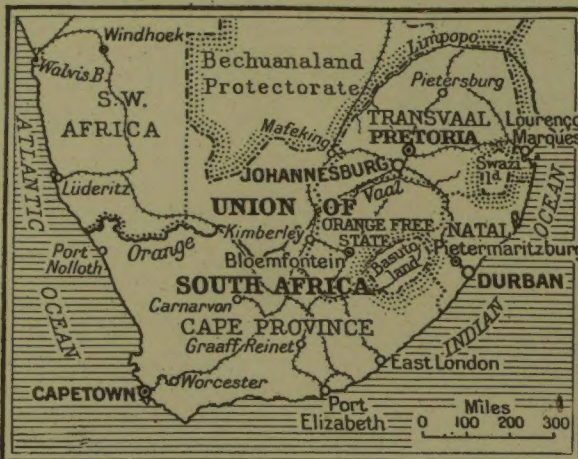 Windhoek
Walvis B.
S.W.
AFRICA
Bechuanaland
Protectorate
Limpopo
Pietersburg
TRANSVAAL
PRETORIA
Lourenço
Marques
Mafeking
JOHANNESBURG
Swazi
lld.
Vaal
ATLANTIC
OCEAN
Lüderitz
Orange
Port
Nolloth
UNION OF
SOUTH AFRICA
Kimberley
ORANGE FREE
STATE
Bloemfontein
Basuto
land
NATAL
Pietermaritzburg
DURBAN
INDIAN
OCEAN
Carnarvon
CAPE PROVINCE
Graaff Reinet
East London
CAPETOWN
Worcester
Port
Elizabeth
Miles
0 100 200 300